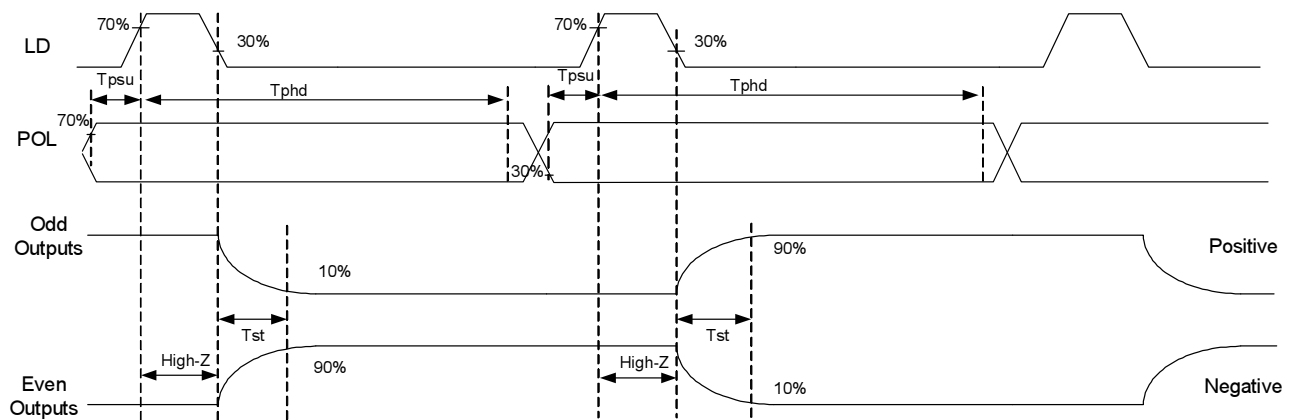 70%
30%
70%
30%
LD
Tpsu
Tphd
Tpsu
Tphd
70%
POL
30%
Odd
Outputs
90%
Positive
10%
Tst
Tst
High-Z
90%
High-Z
10%
Even
Outputs
Negative